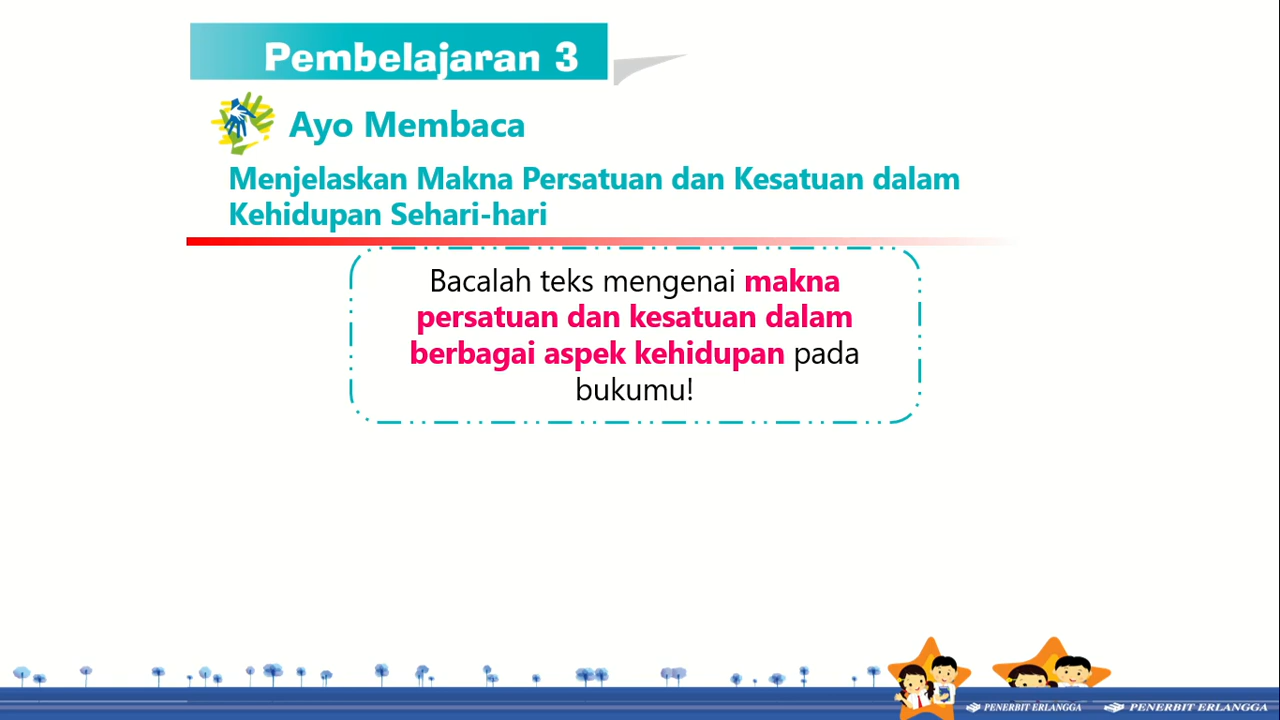 Pembelajaran 3
Ayo Membaca
Menjelaskan Makna Persatuan dan Kesatuan dalam
Kehidupan Sehari-hari
Bacalah teks mengenai makna
persatuan dan kesatuan dalam
berbagai aspek kehidupan pada
bukumu!
PENERBIT ERLANGGA
PENERBIT ERLANGGA